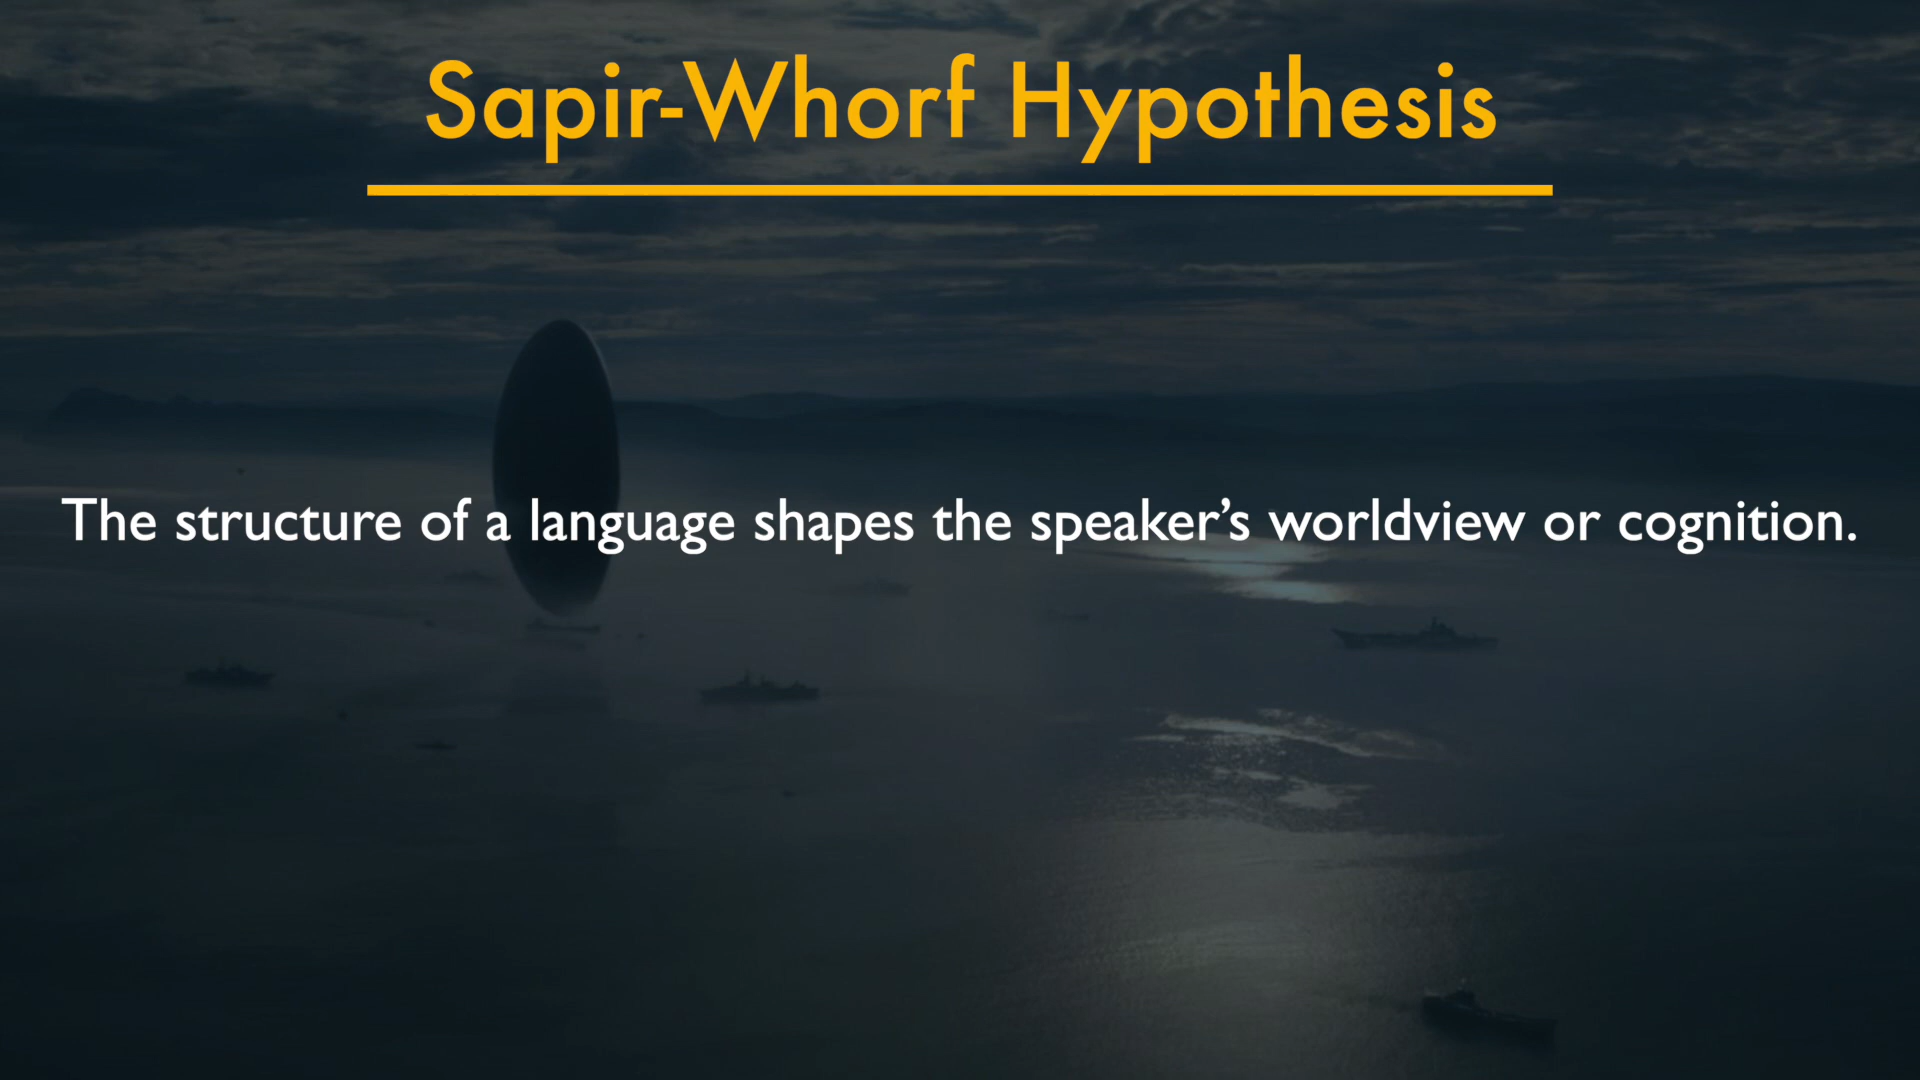 Sapir-Whorf Hypothesis
The structure of a language shapes the speaker’s worldview or cognition.